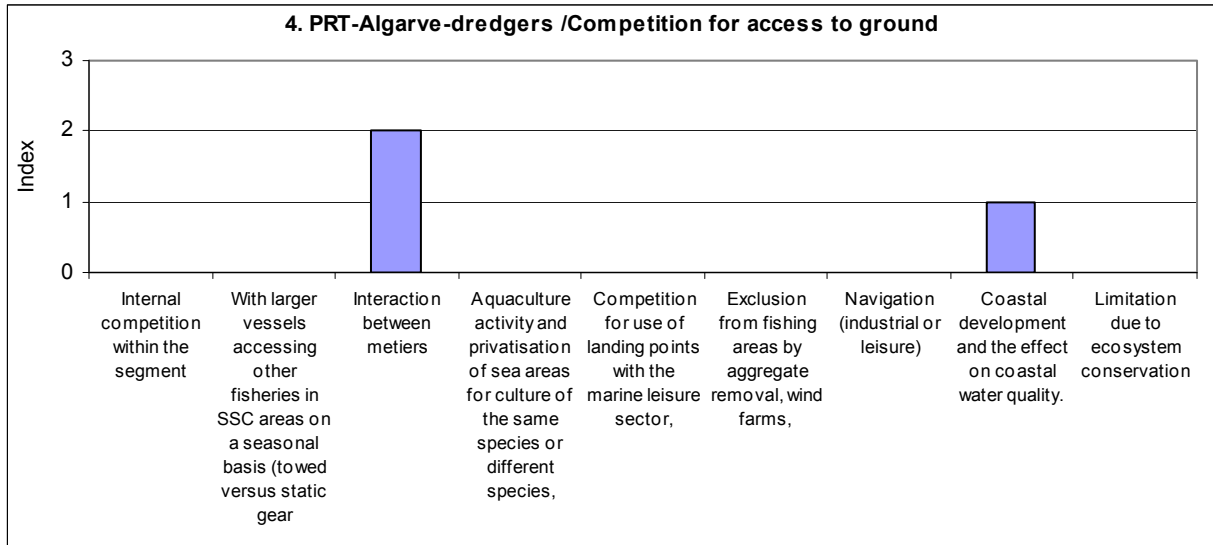 4. PRT-Algarve-dredgers /Competition for access to ground
Index
3
2
1
0
Internal
competition
within the
segment
With larger
vessels
accessing
other
fisheries in
SSC areas on
a seasonal
basis (towed
versus static
gear
Interaction
between
metiers
Aquaculture
activity and
privatisation
of sea areas
for culture of
the same
species or
different
species,
Competition
for use of
landing points
with the
marine leisure
sector,
Exclusion
from fishing
areas by
aggregate
removal, wind
farms,
Navigation
(industrial or
leisure)
Coastal
development
and the effect
on coastal
water quality.
Limitation
due to
ecosystem
conservation